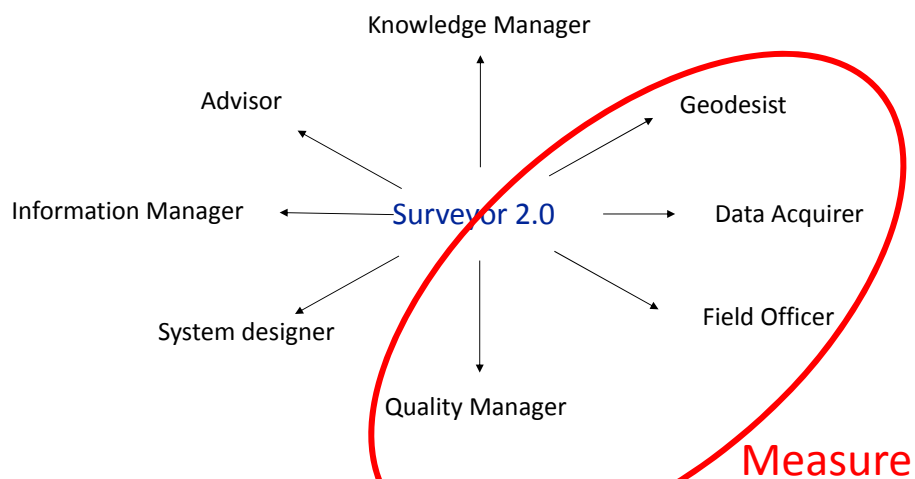 Knowledge Manager
Advisor
Geodesist
Information Manager
Surveyor 2.0
Data Acquirer
System designer
Field Officer
Quality Manager
Measure